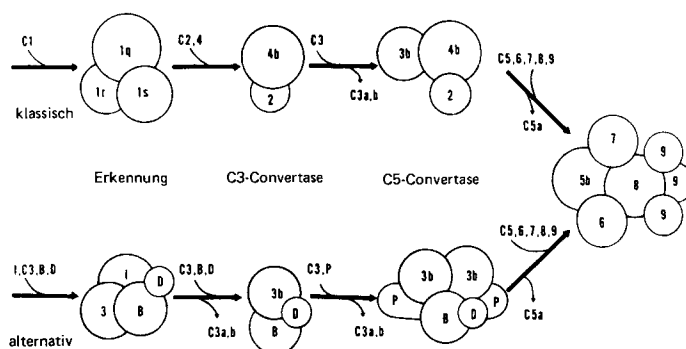 C1
C2,4
C3
C5,6,7,8,9
1q
1r
1s
4b
2
3b
4b
2
C3a,b
C5a
klassisch
7
9
5b
8
9
6
9
Erkennung
C3-Convertase
C5-Convertase
I,C3,B,D
C3,B,D
C3,P
C5,6,7,8,9
I
D
3
B
3b
D
B
3b
3b
P
P
B
D
C3a,b
C3a,b
C5a
alternativ